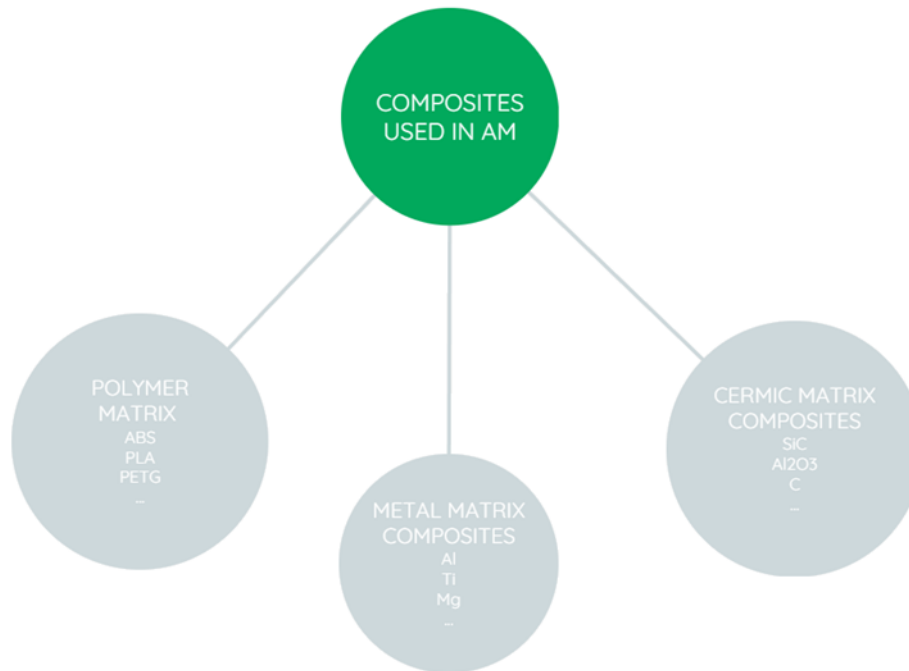 COMPOSITES
USED IN AM
POLYMER
MATRIX
ABS
PLA
PETG
...
METAL MATRIX
COMPOSITES
Al
Ti
Mg
...
CERMIC MATRIX
COMPOSITES
SiC
Al2O3
C
...